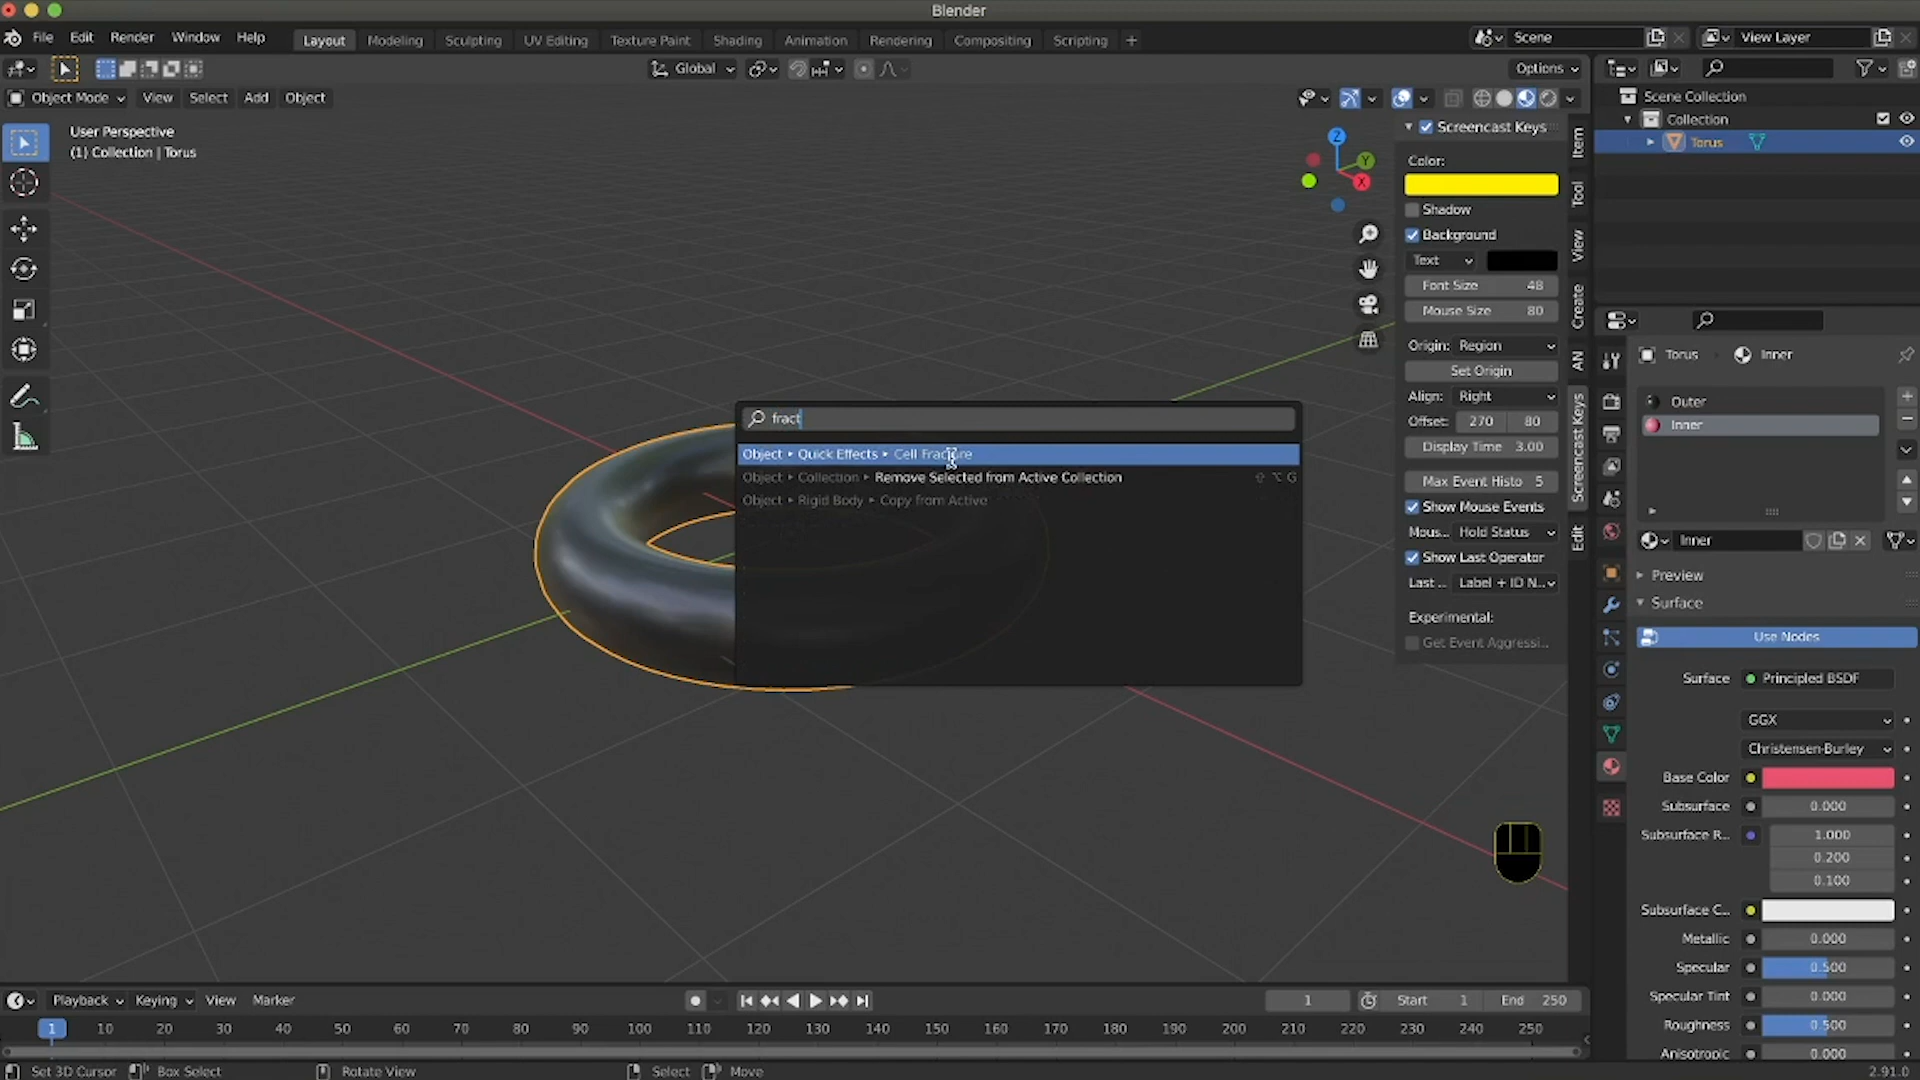 Blender
File Edit Render Window Help
Layout Modeling Sculpting UV Editing Texture Paint Shading Animation Rendering Compositing Scripting +
Scene
View Layer
Global
Options
Object Mode View Select Add Object
User Perspective
(1) Collection | Torus
Z
Y
X
Screencast Keys
Color:
Shadow
Background
Text
Font Size 48
Mouse Size 80
Origin: Region
Set Origin
Align: Right
Offset: 270 80
Display Time 3.00
Max Event Histo 5
Show Mouse Events
Mous... Hold Status
Show Last Operator
Last ... Label + ID N...
Experimental:
Get Event Aggressi...
Item
Tool
View
Create
AN
Screencast Keys
Edit
fract
Object ▸ Quick Effects ▸ Cell Fracture
Object ▸ Collection ▸ Remove Selected from Active Collection ⇧ ⌥ G
Object ▸ Rigid Body ▸ Copy from Active
Scene Collection
Collection
Torus
Torus Inner
Outer
Inner
Inner
Preview
Surface
Use Nodes
Surface Principled BSDF
GGX
Christensen-Burley
Base Color
Subsurface 0.000
Subsurface R... 1.000
0.200
0.100
Subsurface C...
Metallic 0.000
Specular 0.500
Specular Tint 0.000
Roughness 0.500
Anisotropic 0.000
Playback Keying View Marker
1
Start 1
End 250
1 10 20 30 40 50 60 70 80 90 100 110 120 130 140 150 160 170 180 190 200 210 220 230 240 250
Set 3D Cursor Box Select Rotate View Select Move
2.91.0